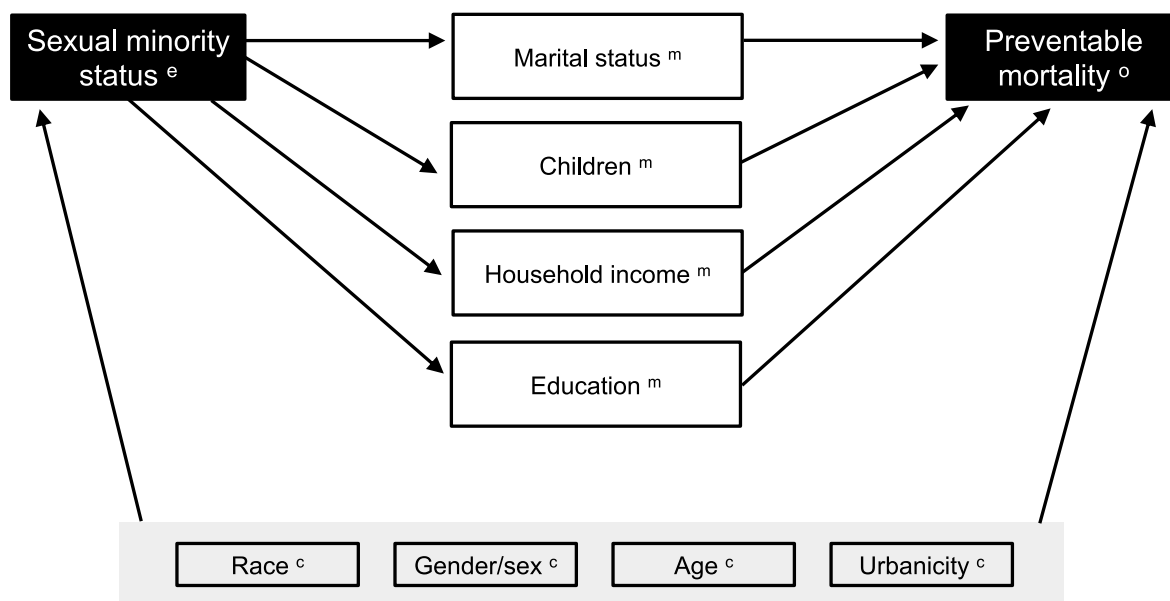 Sexual minority
status e
Marital status m
Preventable
mortality o
Children m
Household income m
Education m
Race c
Gender/sex c
Age c
Urbanicity c